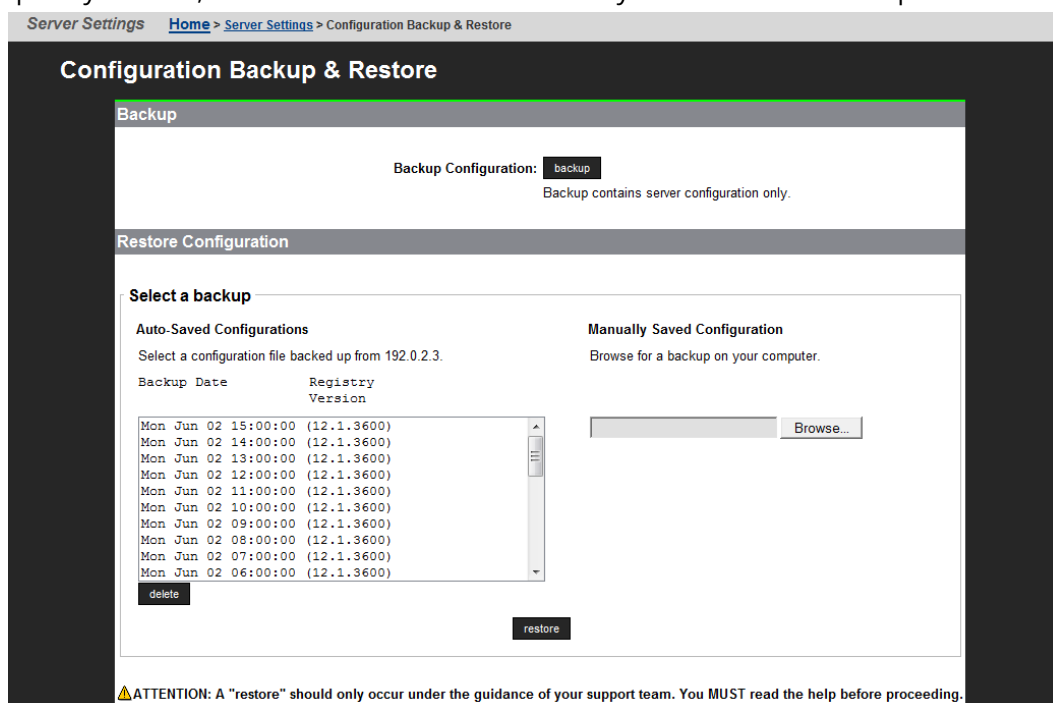 Server Settings Home > Server Settings > Configuration Backup & Restore
Configuration Backup & Restore
Backup
Backup Configuration: backup
Backup contains server configuration only.
Restore Configuration
Select a backup
Auto-Saved Configurations
Manually Saved Configuration
Select a configuration file backed up from 192.0.2.3.
Browse for a backup on your computer.
Backup Date Registry
Version
Mon Jun 02 15:00:00 (12.1.3600)
Mon Jun 02 14:00:00 (12.1.3600)
Mon Jun 02 13:00:00 (12.1.3600)
Mon Jun 02 12:00:00 (12.1.3600)
Mon Jun 02 11:00:00 (12.1.3600)
Mon Jun 02 10:00:00 (12.1.3600)
Mon Jun 02 09:00:00 (12.1.3600)
Mon Jun 02 08:00:00 (12.1.3600)
Mon Jun 02 07:00:00 (12.1.3600)
Mon Jun 02 06:00:00 (12.1.3600)
Browse...
delete
restore
ATTENTION: A "restore" should only occur under the guidance of your support team. You MUST read the help before proceeding.